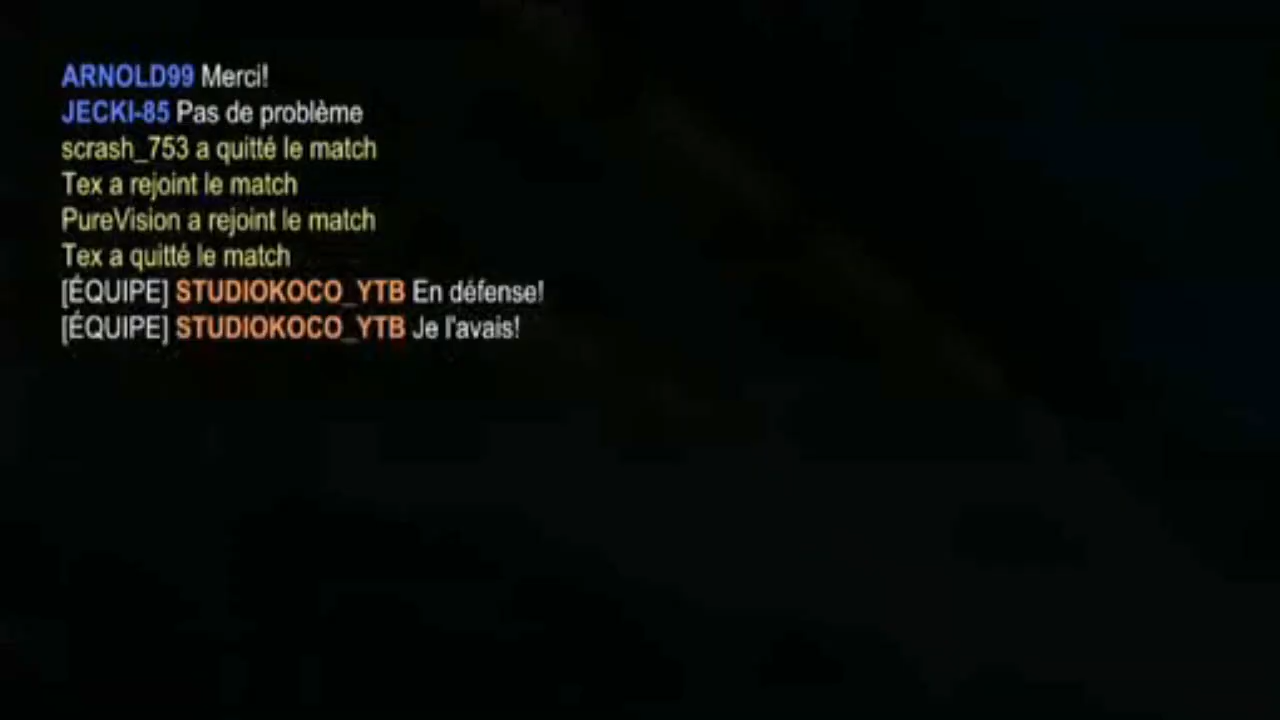 ARNOLD99 Merci!
JECKI-85 Pas de problème
scrash_753 a quitté le match
Tex a rejoint le match
PureVision a rejoint le match
Tex a quitté le match
[ÉQUIPE] STUDIOKOCO_YTB En défense!
[ÉQUIPE] STUDIOKOCO_YTB Je l'avais!